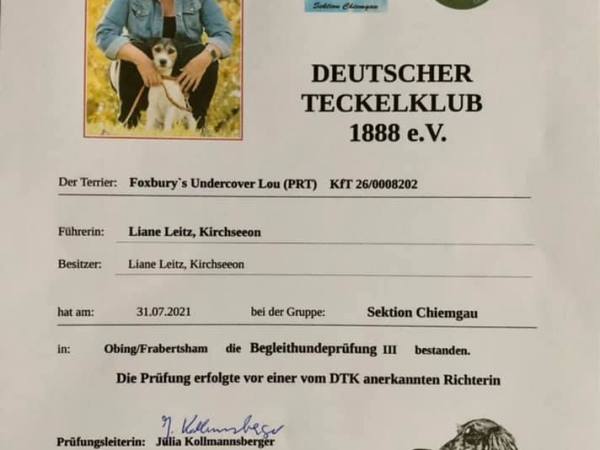 Sektion Chiemgau
DEUTSCHER
TECKELKLUB
1888 e.V.
Der Terrier: Foxbury`s Undercover Lou (PRT) KfT 26/0008202
Führerin: Liane Leitz, Kirchseeon
Besitzer: Liane Leitz, Kirchseeon
hat am: 31.07.2021 bei der Gruppe: Sektion Chiemgau
in: Obing/Frabertsham die Begleithundeprüfung III bestanden.
Die Prüfung erfolgte vor einer vom DTK anerkannten Richterin
J. Kollmannsberger
Prüfungsleiterin: Julia Kollmannsberger